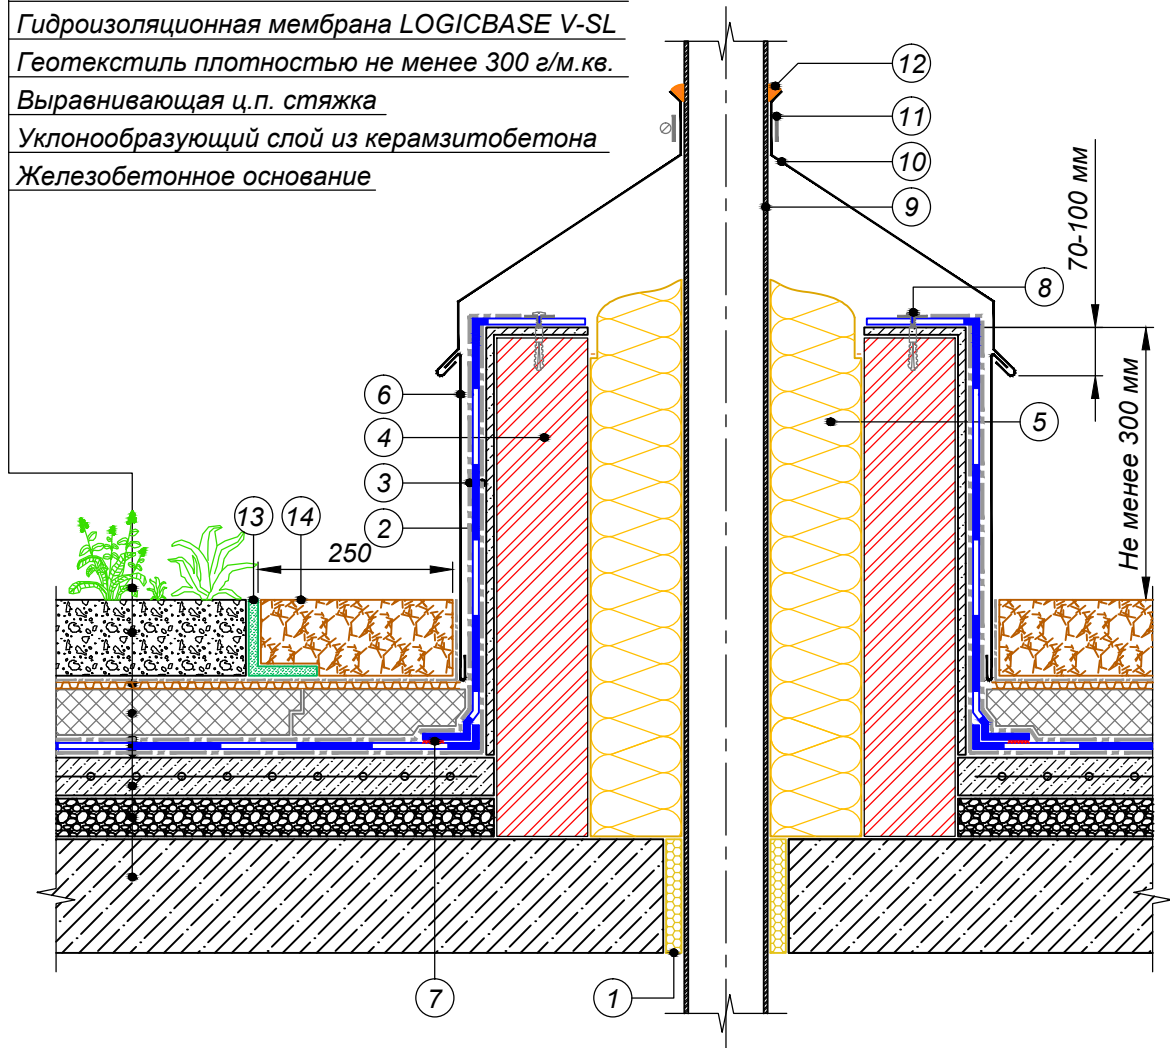 Гидроизоляционная мембрана LOGICBASE V-SL
Геотекстиль плотностью не менее 300 г/м.кв.
Выравнивающая ц.п. стяжка
Уклонообразующий слой из керамзитобетона
Железобетонное основание
12
11
10
9
70-100 мм
8
6
4
5
3
Не менее 300 мм
13
14
2
250
7
1